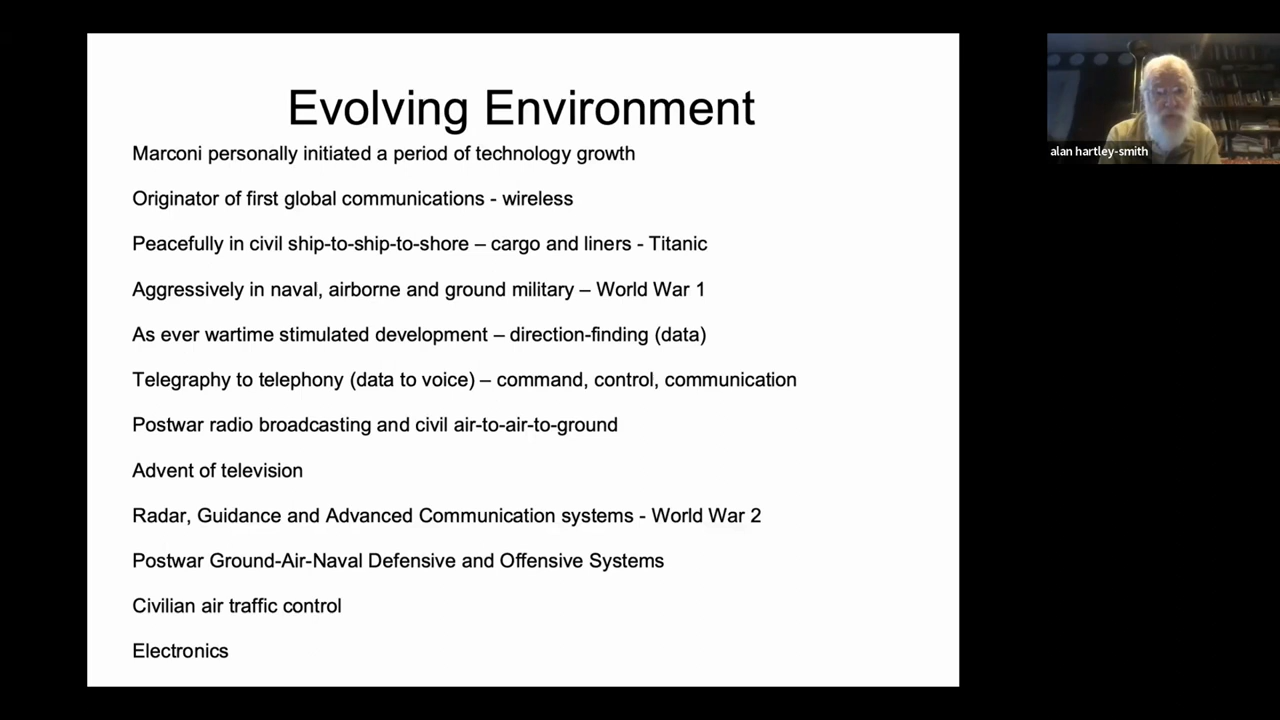 Evolving Environment
Marconi personally initiated a period of technology growth
Originator of first global communications - wireless
Peacefully in civil ship-to-ship-to-shore – cargo and liners - Titanic
Aggressively in naval, airborne and ground military – World War 1
As ever wartime stimulated development – direction-finding (data)
Telegraphy to telephony (data to voice) – command, control, communication
Postwar radio broadcasting and civil air-to-air-to-ground
Advent of television
Radar, Guidance and Advanced Communication systems - World War 2
Postwar Ground-Air-Naval Defensive and Offensive Systems
Civilian air traffic control
Electronics
alan hartley-smith